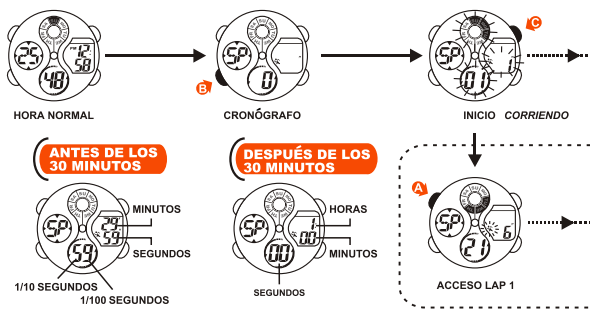 25
PM 12
58
48
SP
0
B
SP
1
01
C
HORA NORMAL
CRONÓGRAFO
INICIO CORRIENDO
ANTES DE LOS
30 MINUTOS
DESPUÉS DE LOS
30 MINUTOS
SP
29
59
59
MINUTOS
SEGUNDOS
1/10 SEGUNDOS
1/100 SEGUNDOS
SP
1
00
00
HORAS
MINUTOS
SEGUNDOS
A
SP
6
21
ACCESO LAP 1